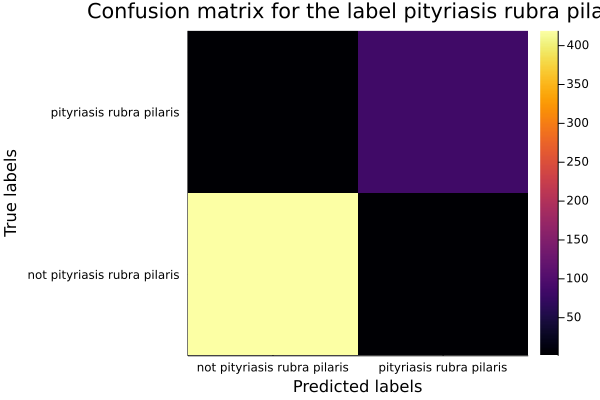 Confusion matrix for the label pityriasis rubra pila
True labels
pityriasis rubra pilaris
not pityriasis rubra pilaris
not pityriasis rubra pilaris
pityriasis rubra pilaris
Predicted labels
400
350
300
250
200
150
100
50